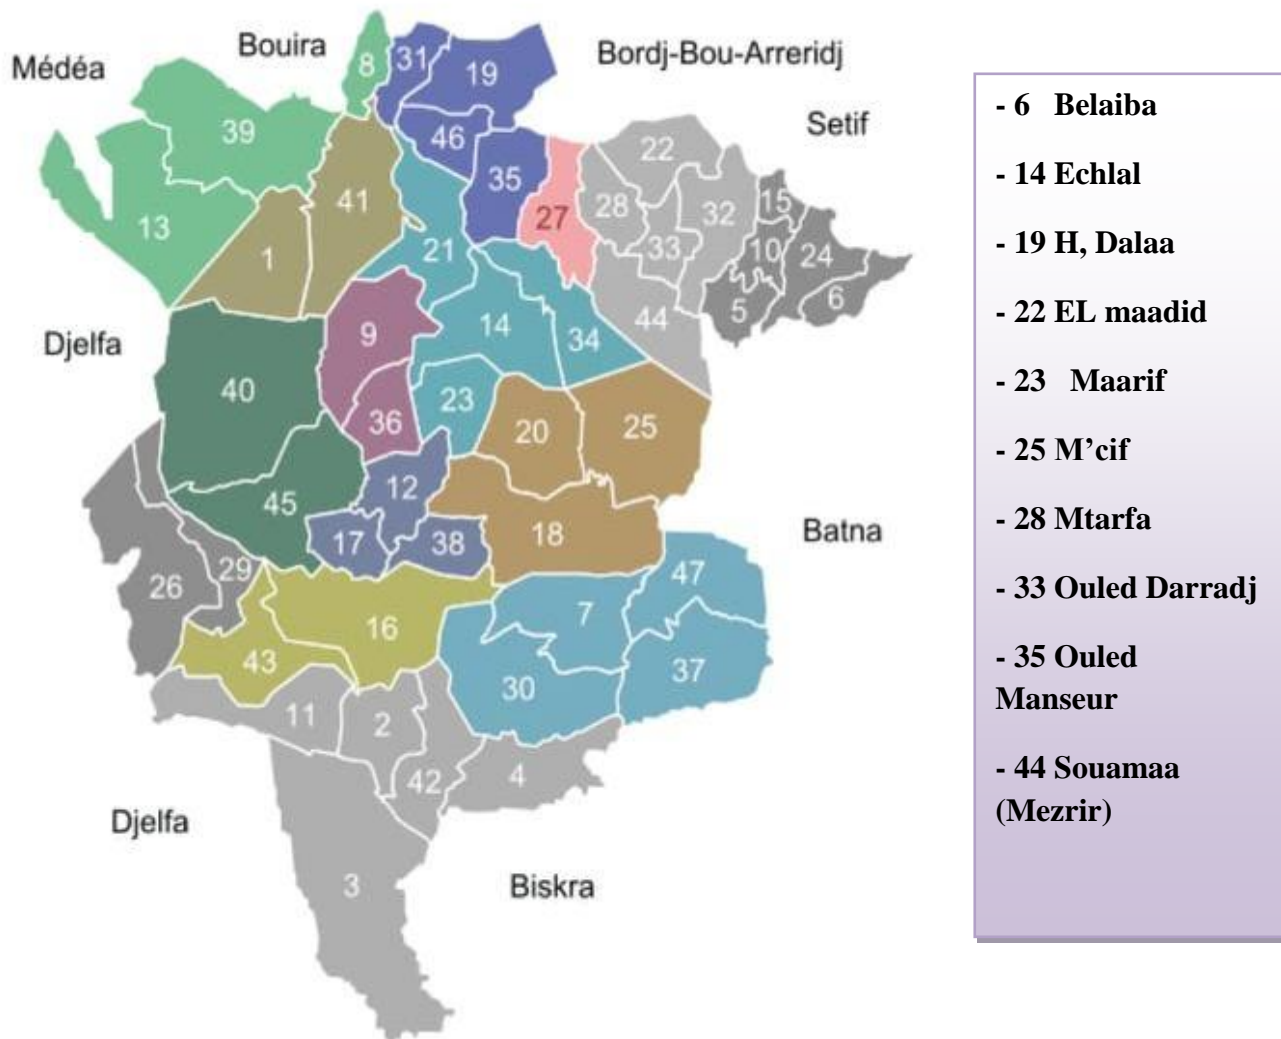 Bouira
Médéa
Bordj-Bou-Arreridj
Setif
8
31
19
39
46
22
35
41
15
28
32
27
13
10
33
24
21
1
6
5
44
14
9
34
Djelfa
40
23
36
20
25
12
45
18
17
38
Batna
29
47
26
7
16
43
37
30
11
2
42
4
Djelfa
3
Biskra
- 6 Belaiba
- 14 Echlal
- 19 H, Dalaa
- 22 EL maadid
- 23 Maarif
- 25 M’cif
- 28 Mtarfa
- 33 Ouled Darradj
- 35 Ouled
Manseur
- 44 Souamaa
(Mezrir)